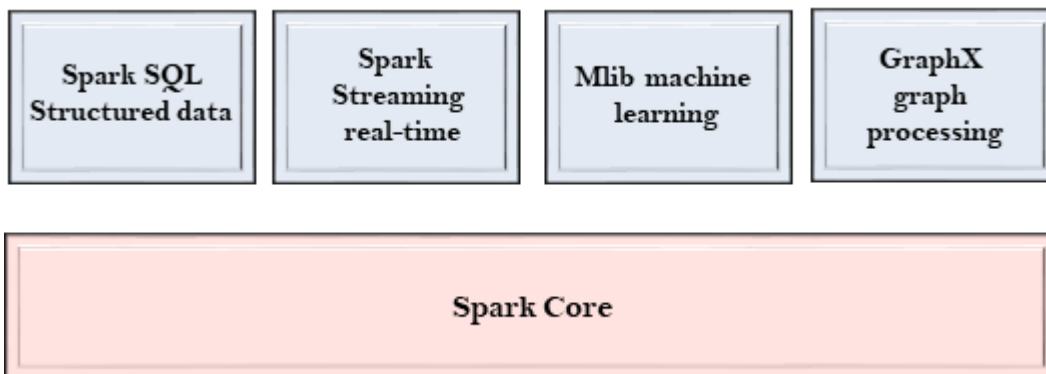 Spark SQL
Structured data
Spark
Streaming
real-time
Mlib machine
learning
GraphX
graph
processing
Spark Core